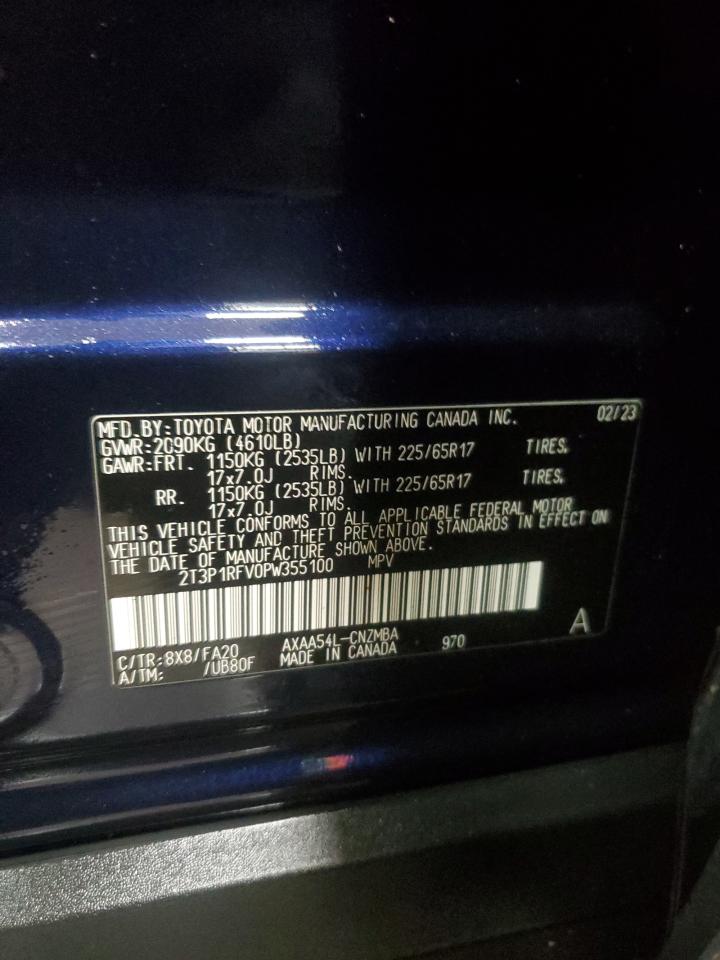 MFD. BY: TOYOTA MOTOR MANUFACTURING CANADA INC. 02/23
GVWR: 2090KG (4610LB)
GAWR: FRT. 1150KG (2535LB) WITH 225/65R17 TIRES,
17x7.0J RIMS.
RR. 1150KG (2535LB) WITH 225/65R17 TIRES,
17x7.0J RIMS.
THIS VEHICLE CONFORMS TO ALL APPLICABLE FEDERAL MOTOR
VEHICLE SAFETY AND THEFT PREVENTION STANDARDS IN EFFECT ON
THE DATE OF MANUFACTURE SHOWN ABOVE.
2T3P1RFV0PW355100 MPV
A
C/TR: 8X8/FA20 AXAA54L-CNZMBA 970
A/TM: /UB80F MADE IN CANADA